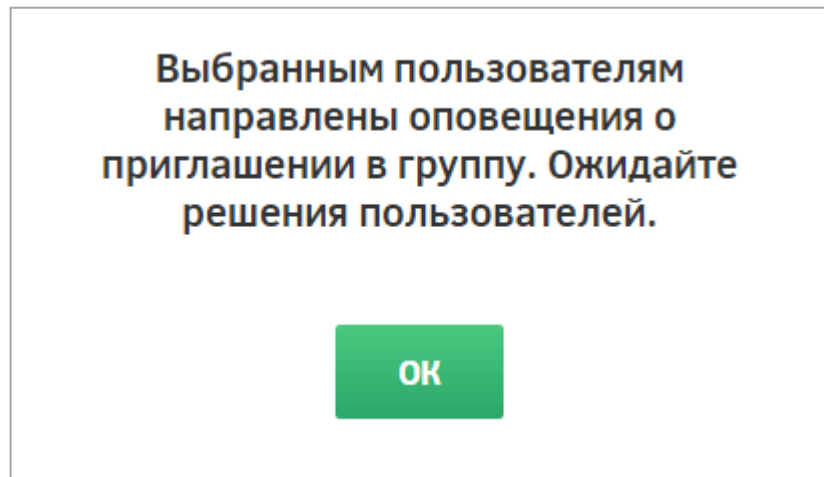 Выбранным пользователям
направлены оповещения о
приглашении в группу. Ожидайте
решения пользователей.
ОК